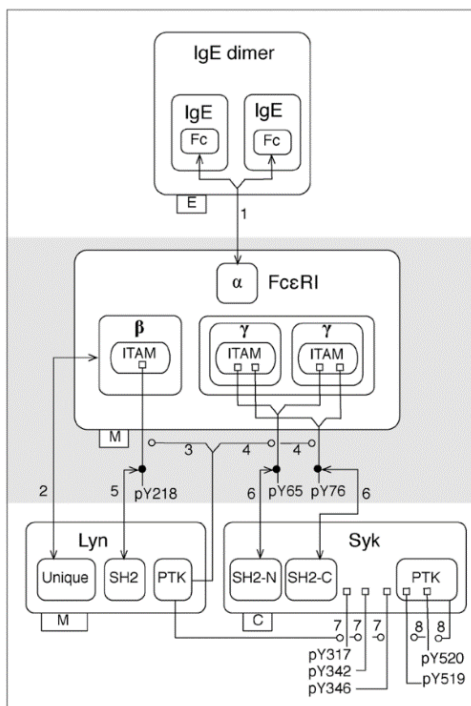 IgE dimer
IgE IgE
Fc Fc
E
1
α FcεRI
β γ γ
ITAM ITAM ITAM
M
3 4 4
2 5 pY218 6 pY65 pY76 6
Lyn Syk
Unique SH2 PTK SH2-N SH2-C PTK
M C
7 7 7 8 8
pY317
pY342 pY520
pY346 pY519